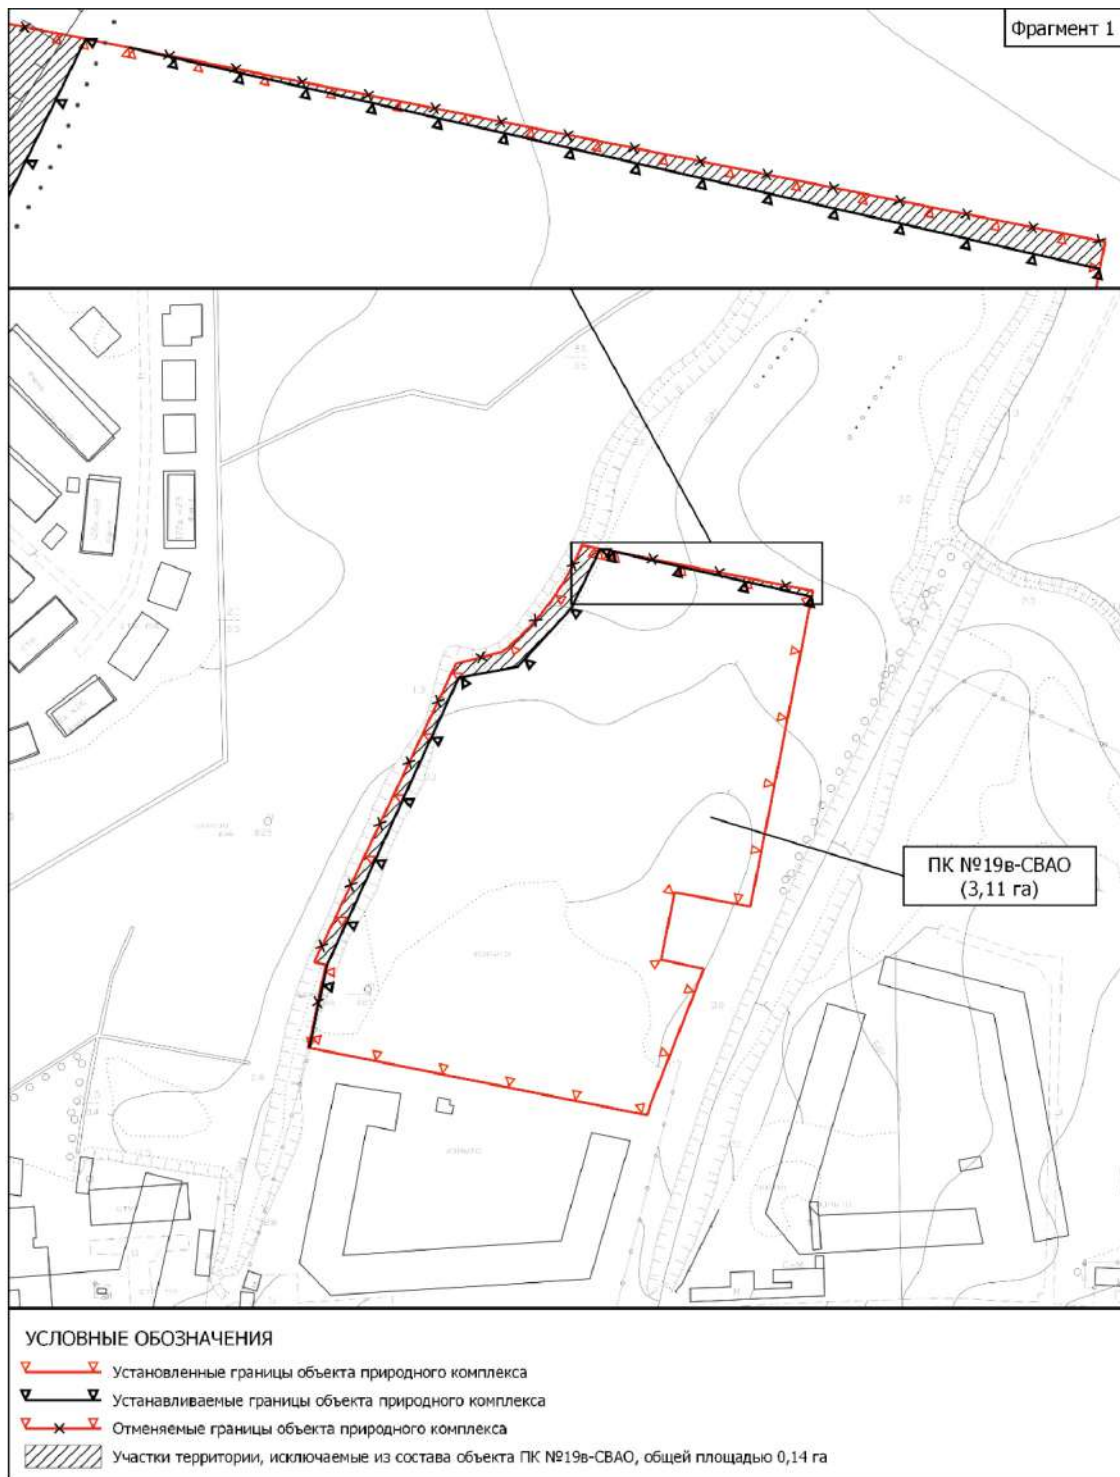 Фрагмент 1
ПК №19в-СВАО
(3,11 га)
УСЛОВНЫЕ ОБОЗНАЧЕНИЯ
Установленные границы объекта природного комплекса
Устанавливаемые границы объекта природного комплекса
Отменяемые границы объекта природного комплекса
Участки территории, исключаемые из состава объекта ПК №19в-СВАО, общей площадью 0,14 га